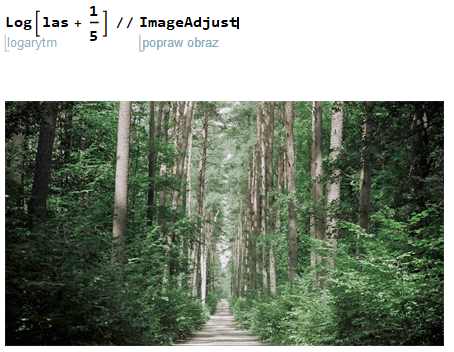 Log[las + 1/5] // ImageAdjust
logarytm popraw obraz